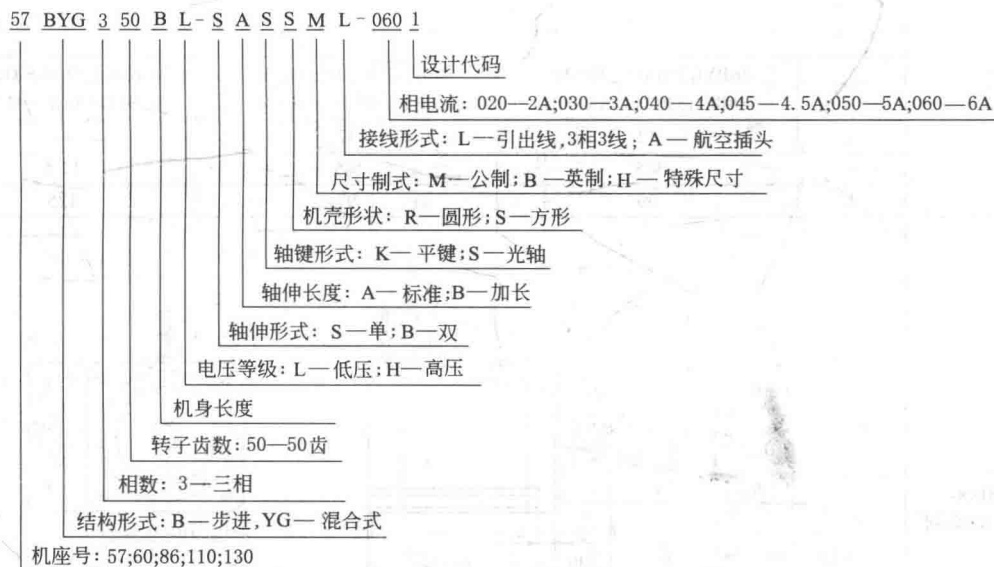 57 BYG 3 50 B L - S A S S M L - 060 1
设计代码
相电流：020—2A;030—3A;040—4A;045—4.5A;050—5A;060—6A
接线形式：L—引出线,3相3线；A—航空插头
尺寸制式：M—公制;B—英制;H—特殊尺寸
机壳形状：R—圆形;S—方形
轴键形式：K—平键;S—光轴
轴伸长度：A—标准;B—加长
轴伸形式：S—单;B—双
电压等级：L—低压;H—高压
机身长度
转子齿数：50—50齿
相数：3—三相
结构形式：B—步进,YG—混合式
机座号：57;60;86;110;130